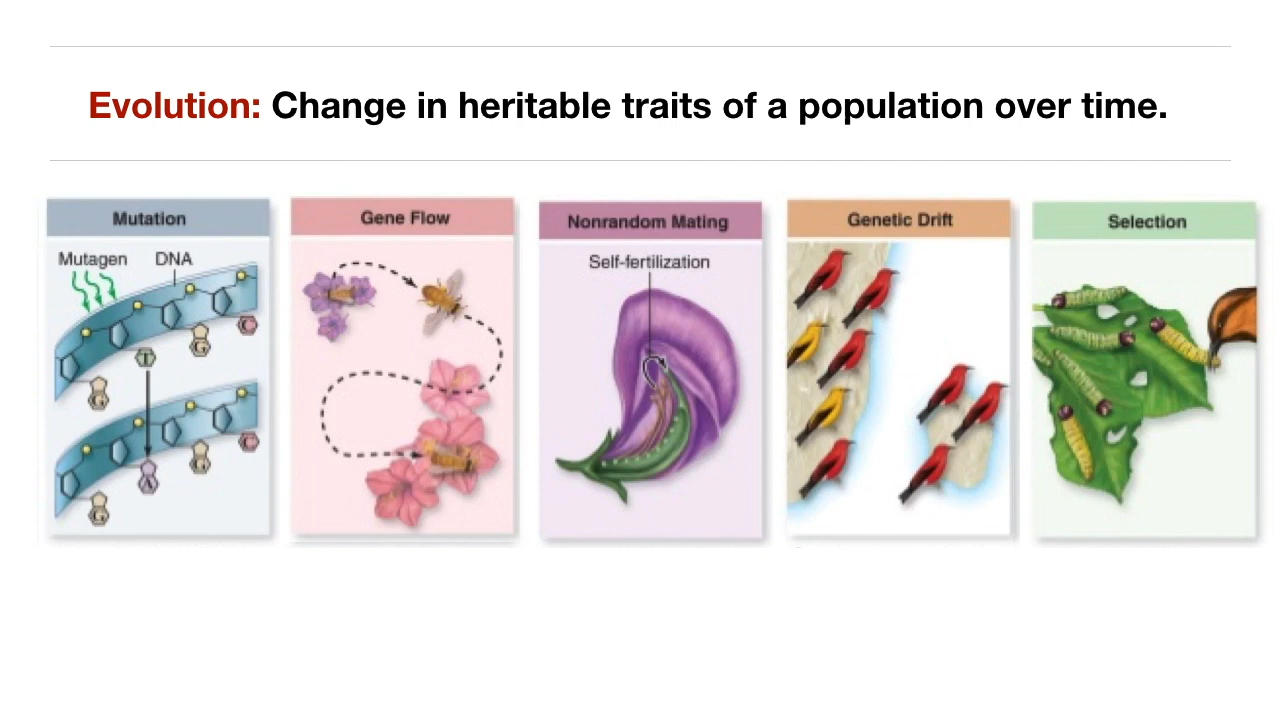 Evolution: Change in heritable traits of a population over time.
Mutation
Mutagen DNA
C
G
T
G
C
G
A
G
Gene Flow
Nonrandom Mating
Self-fertilization
Genetic Drift
Selection